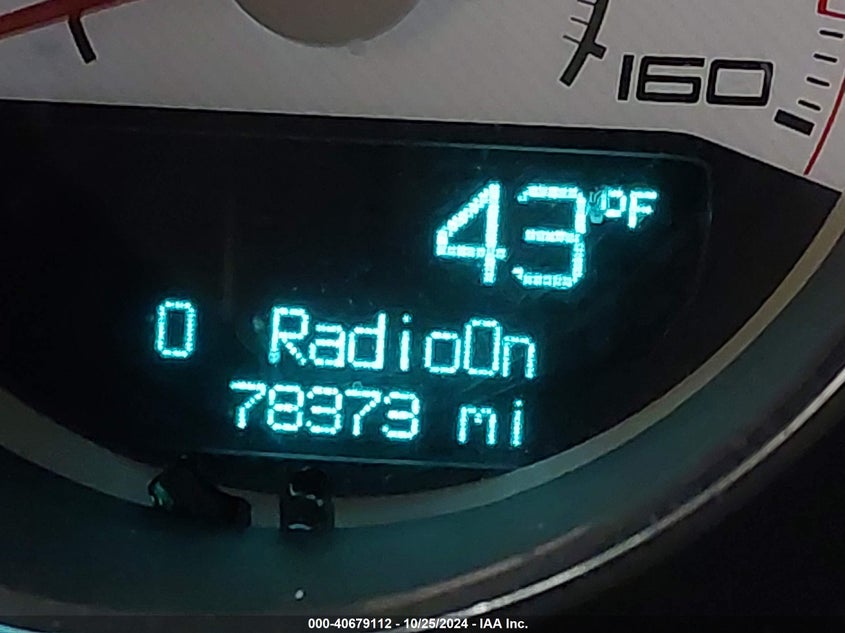 160
43°F
0 RadioOn
78373 mi
000-40679112 - 10/25/2024 - IAA Inc.